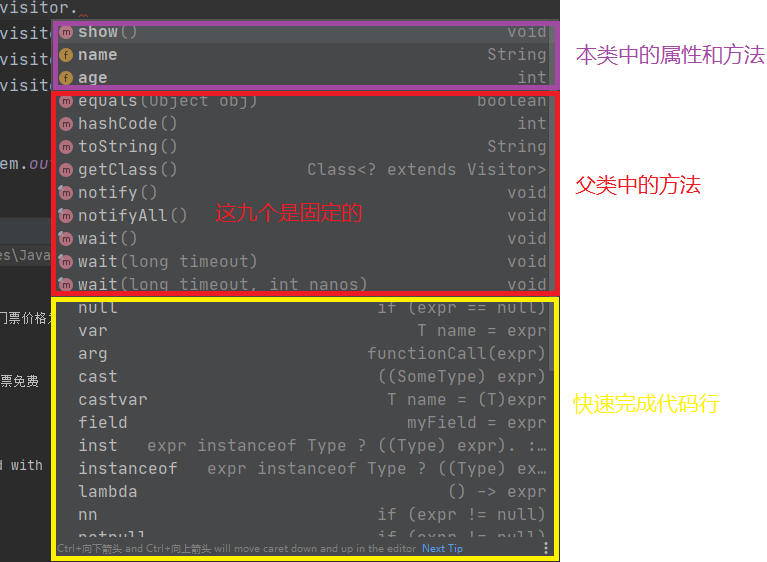 visitor.
show() void
本类中的属性和方法
visito
name String
visito
age int
visito
equals(Object obj) boolean
hashCode() int
toString() String
em.ou
getClass() Class<? extends Visitor>
父类中的方法
notify() void
notifyAll() void
这九个是固定的
wait() void
es\Java
wait(long timeout) void
wait(long timeout, int nanos) void
null if (expr == null)
门票价格为
var T name = expr
arg functionCall(expr)
cast ((SomeType) expr)
票免费
castvar T name = (T)expr
快速完成代码行
field myField = expr
inst expr instanceof Type ? ((Type) expr). :…
d with
instanceof expr instanceof Type ? ((Type) ex…
lambda () -> expr
nn if (expr != null)
notnull if (expr != null)
Ctrl+向下箭头 and Ctrl+向上箭头 will move caret down and up in the editor Next Tip